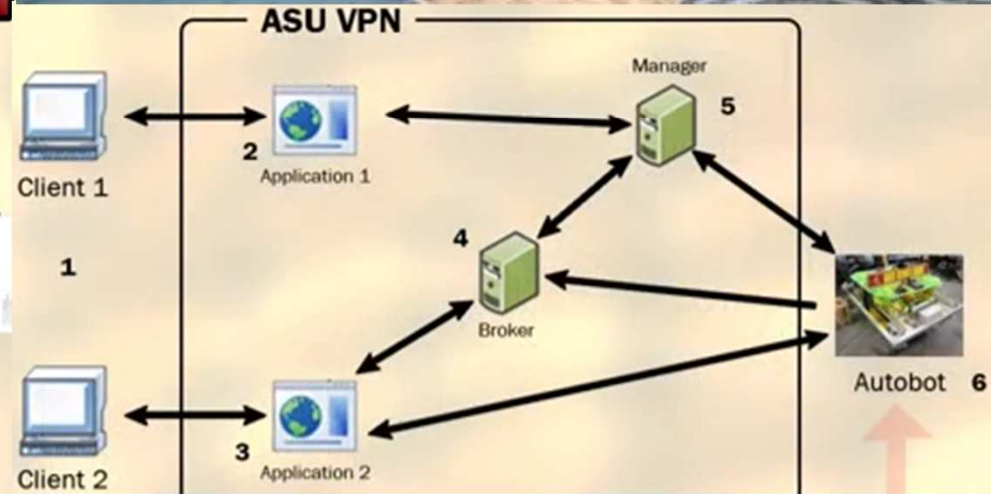 ASU VPN
Manager
5
2
Application 1
Client 1
4
1
Broker
Autobot 6
3
Application 2
Client 2